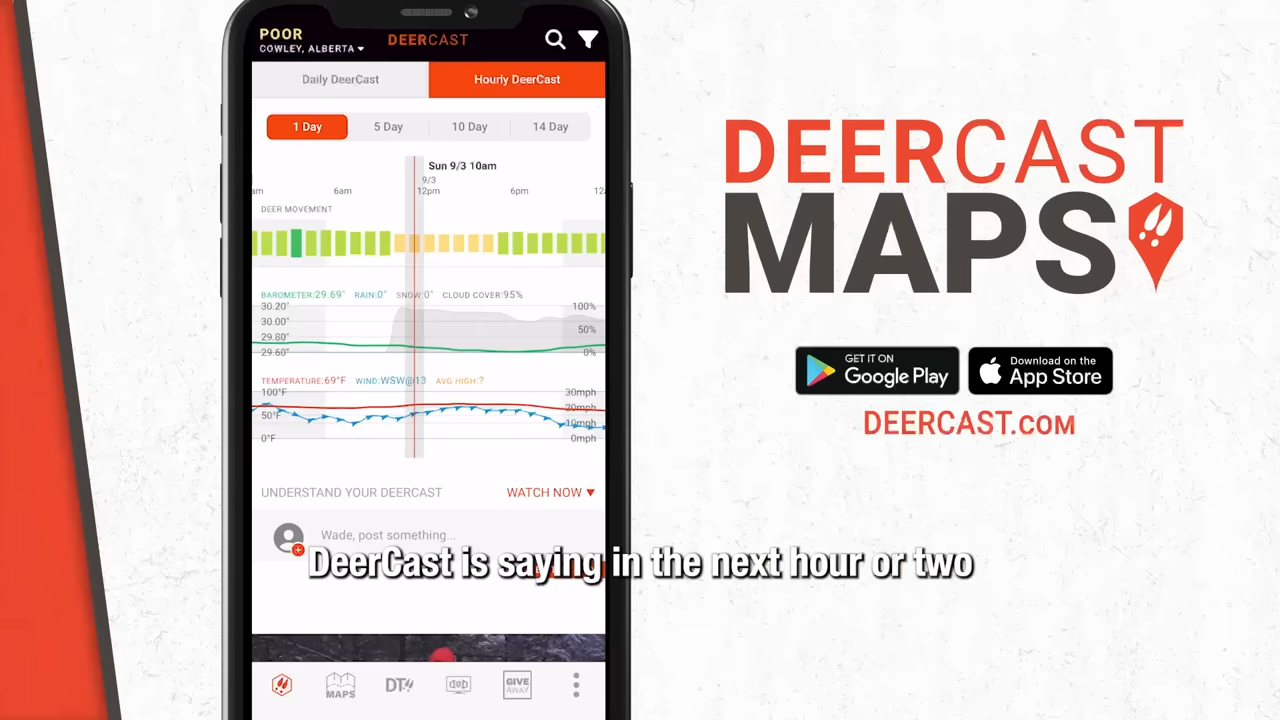 POOR
COWLEY, ALBERTA
DEERCAST
Daily DeerCast
Hourly DeerCast
1 Day
5 Day
10 Day
14 Day
Sun 9/3 10am
9/3
am
6am
12pm
6pm
12
DEER MOVEMENT
BAROMETER:29.69" RAIN:0" SNOW:0" CLOUD COVER:95%
30.20"
100%
30.00"
50%
29.80"
29.60"
0%
TEMPERATURE:69°F WIND:WSW@13 AVG HIGH:?
100°F
30mph
20mph
50°F
10mph
0°F
0mph
UNDERSTAND YOUR DEERCAST
WATCH NOW
Wade, post something...
DeerCast is saying in the next hour or two
MAPS
DT
DOD
GIVE
AWAY
DEERCAST
MAPS
GET IT ON
Google Play
Download on the
App Store
DEERCAST.COM